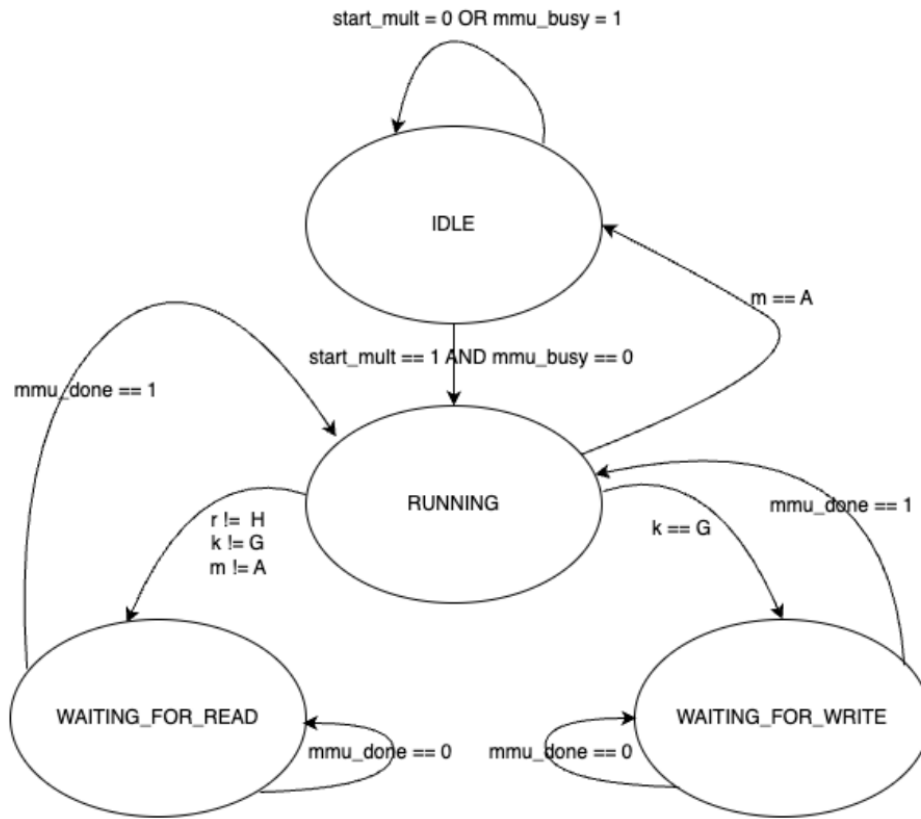 start_mult = 0 OR mmu_busy = 1
IDLE
m == A
start_mult == 1 AND mmu_busy == 0
mmu_done == 1
RUNNING
mmu_done == 1
r != H
k != G
m != A
k == G
WAITING_FOR_READ
WAITING_FOR_WRITE
mmu_done == 0
mmu_done == 0